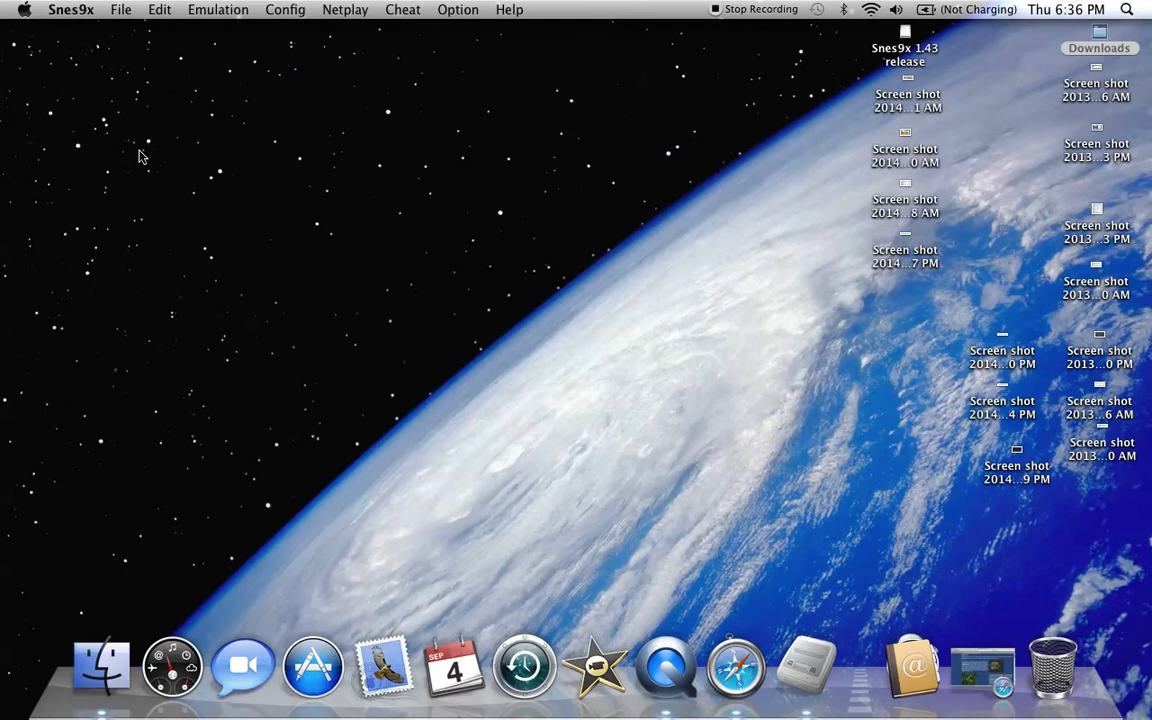 Snes9x File Edit Emulation Config Netplay Cheat Option Help Stop Recording (Not Charging) Thu 6:36 PM
Snes9x 1.43
release
Downloads
Screen shot
2014...1 AM
Screen shot
2013...6 AM
Screen shot
2014...0 AM
Screen shot
2013...3 PM
Screen shot
2014...8 AM
Screen shot
2013...3 PM
Screen shot
2014...7 PM
Screen shot
2013...0 AM
Screen shot
2014...0 PM
Screen shot
2013...0 PM
Screen shot
2014...4 PM
Screen shot
2013...6 AM
Screen shot
2013...0 AM
Screen shot
2014...9 PM
SEP
4
@